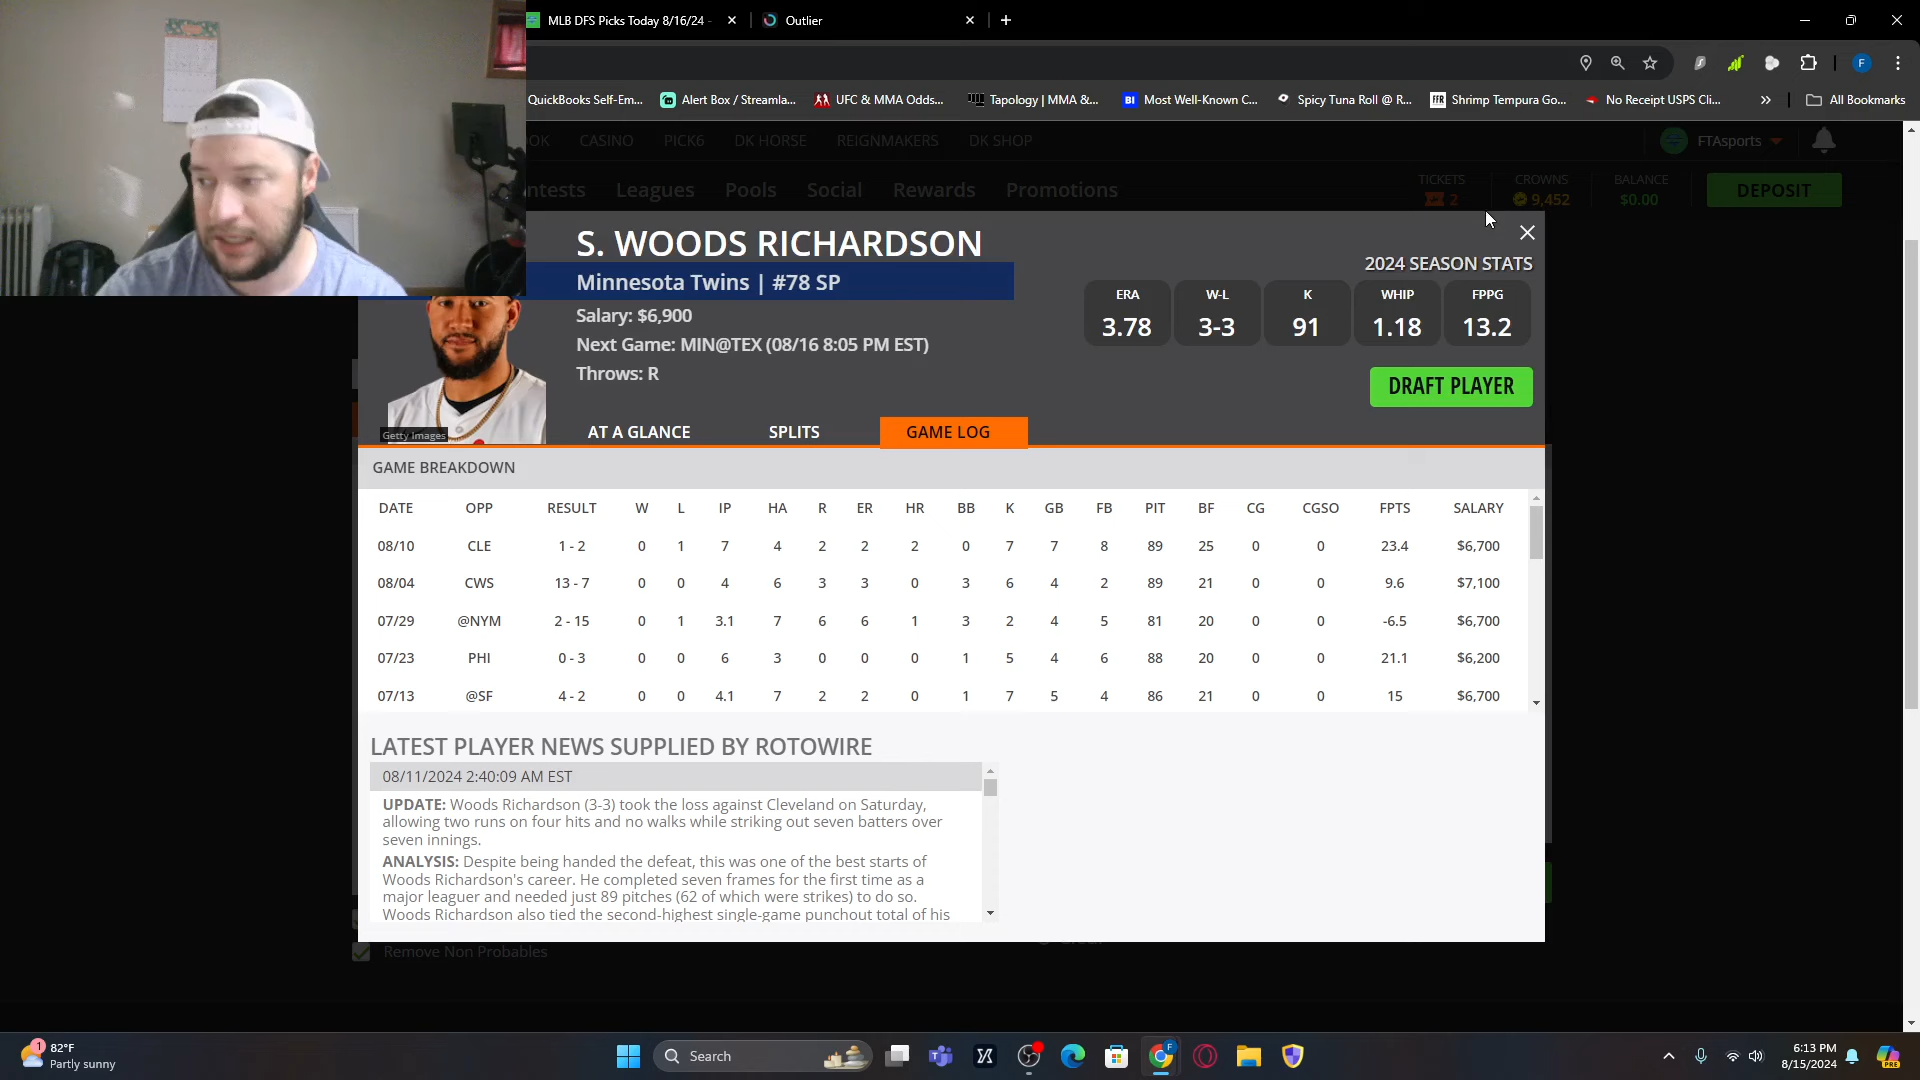 MLB DFS Picks Today 8/16/24 -
Outlier
F
QuickBooks Self-Em...
Alert Box / Streamla...
UFC & MMA Odds...
Tapology | MMA &...
BI
Most Well-Known C...
Spicy Tuna Roll @ R...
FFR
Shrimp Tempura Go...
No Receipt USPS Cli...
»
All Bookmarks
OK
CASINO
PICK6
DK HORSE
REIGNMAKERS
DK SHOP
FTAsports
ntests
Leagues
Pools
Social
Rewards
Promotions
TICKETS
2
CROWNS
9,452
BALANCE
$0.00
DEPOSIT
S. WOODS RICHARDSON
Minnesota Twins | #78 SP
Salary: $6,900
Next Game: MIN@TEX (08/16 8:05 PM EST)
Throws: R
2024 SEASON STATS
ERA W-L K WHIP FPPG
3.78 3-3 91 1.18 13.2
DRAFT PLAYER
Getty Images
AT A GLANCE SPLITS GAME LOG
GAME BREAKDOWN
DATE OPP RESULT W L IP HA R ER HR BB K GB FB PIT BF CG CGSO FPTS SALARY
08/10 CLE 1 - 2 0 1 7 4 2 2 2 0 7 7 8 89 25 0 0 23.4 $6,700
08/04 CWS 13 - 7 0 0 4 6 3 3 0 3 6 4 2 89 21 0 0 9.6 $7,100
07/29 @NYM 2 - 15 0 1 3.1 7 6 6 1 3 2 4 5 81 20 0 0 -6.5 $6,700
07/23 PHI 0 - 3 0 0 6 3 0 0 0 1 5 4 6 88 20 0 0 21.1 $6,200
07/13 @SF 4 - 2 0 0 4.1 7 2 2 0 1 7 5 4 86 21 0 0 15 $6,700
LATEST PLAYER NEWS SUPPLIED BY ROTOWIRE
08/11/2024 2:40:09 AM EST
UPDATE: Woods Richardson (3-3) took the loss against Cleveland on Saturday,
allowing two runs on four hits and no walks while striking out seven batters over
seven innings.
ANALYSIS: Despite being handed the defeat, this was one of the best starts of
Woods Richardson's career. He completed seven frames for the first time as a
major leaguer and needed just 89 pitches (62 of which were strikes) to do so.
Woods Richardson also tied the second-highest single-game punchout total of his
Remove Non Probables
1
82°F
Partly sunny
Search
F
6:13 PM
8/15/2024
PRE